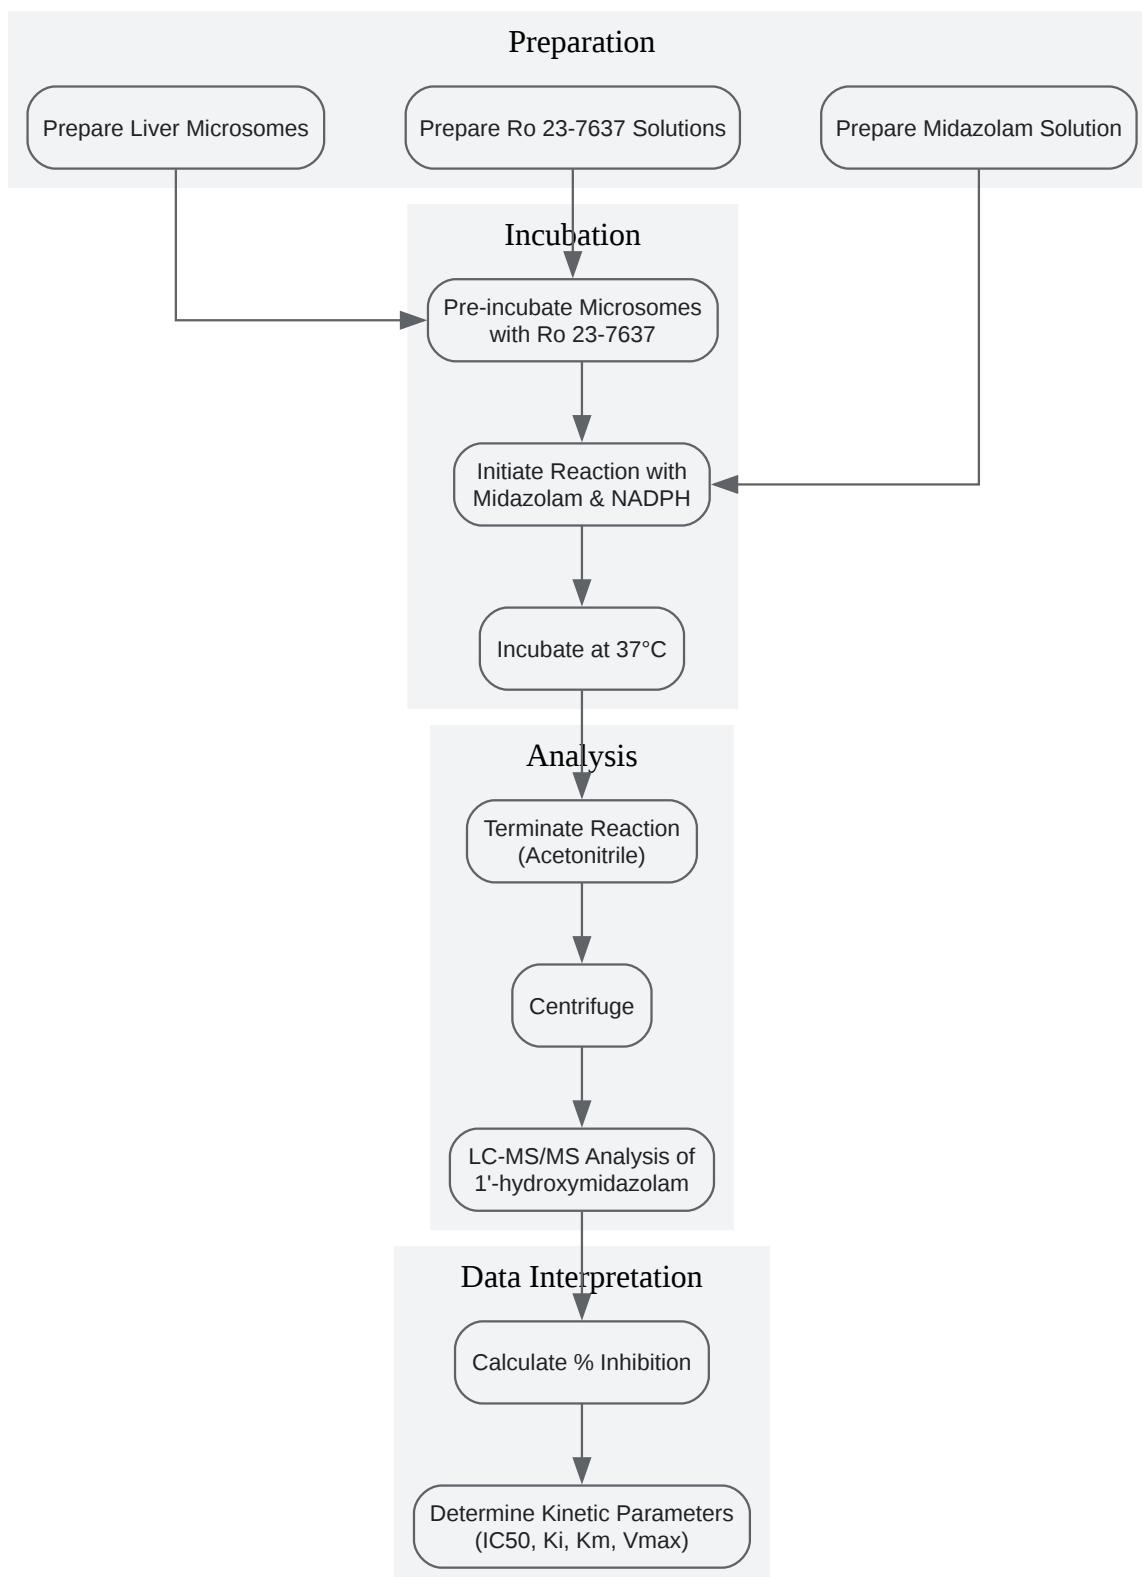 Preparation
Prepare Liver Microsomes
Prepare Ro 23-7637 Solutions
Prepare Midazolam Solution
Incubation
Pre-incubate Microsomes
with Ro 23-7637
Initiate Reaction with
Midazolam & NADPH
Incubate at 37°C
Analysis
Terminate Reaction
(Acetonitrile)
Centrifuge
LC-MS/MS Analysis of
1'-hydroxymidazolam
Data Interpretation
Calculate % Inhibition
Determine Kinetic Parameters
(IC50, Ki, Km, Vmax)